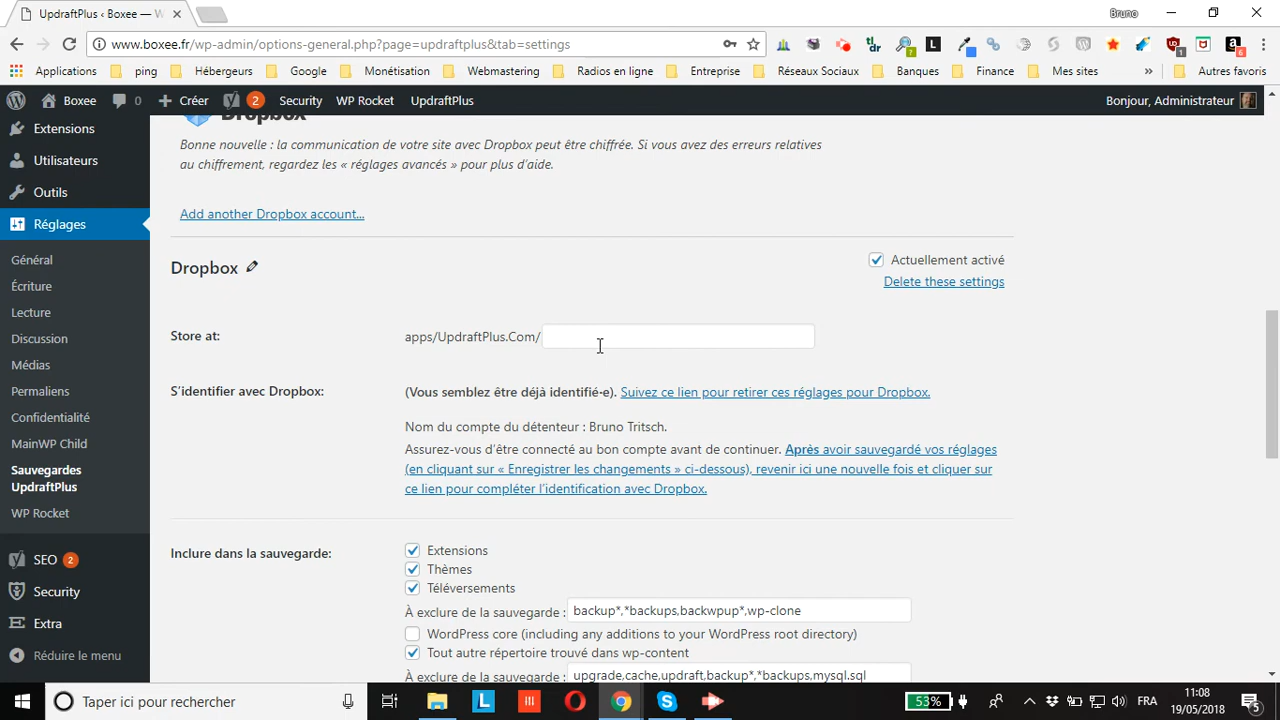 UpdraftPlus ‹ Boxee — W
Bruno
www.boxee.fr/wp-admin/options-general.php?page=updraftplus&tab=settings
Applications
ping
Hébergeurs
Google
Monétisation
Webmastering
Radios en ligne
Entreprise
Réseaux Sociaux
Banques
Finance
Mes sites
»
Autres favoris
Boxee
0
Créer
2
Security
WP Rocket
UpdraftPlus
Bonjour, Administrateur
Extensions
Utilisateurs
Outils
Réglages
Général
Écriture
Lecture
Discussion
Médias
Permaliens
Confidentialité
MainWP Child
Sauvegardes
UpdraftPlus
WP Rocket
SEO 2
Security
Extra
Réduire le menu
Dropbox
Bonne nouvelle : la communication de votre site avec Dropbox peut être chiffrée. Si vous avez des erreurs relatives
au chiffrement, regardez les « réglages avancés » pour plus d’aide.
Add another Dropbox account...
Dropbox
Actuellement activé
Delete these settings
Store at:
apps/UpdraftPlus.Com/
S’identifier avec Dropbox:
(Vous semblez être déjà identifié·e). Suivez ce lien pour retirer ces réglages pour Dropbox.
Nom du compte du détenteur : Bruno Tritsch.
Assurez-vous d’être connecté au bon compte avant de continuer. Après avoir sauvegardé vos réglages
(en cliquant sur « Enregistrer les changements » ci-dessous), revenir ici une nouvelle fois et cliquer sur
ce lien pour compléter l’identification avec Dropbox.
Inclure dans la sauvegarde:
Extensions
Thèmes
Téléversements
À exclure de la sauvegarde : backup*,*backups,backwpup*,wp-clone
WordPress core (including any additions to your WordPress root directory)
Tout autre répertoire trouvé dans wp-content
À exclure de la sauvegarde : upgrade,cache,updraft,backup*,*backups,mysql.sql
Taper ici pour rechercher
53%
FRA
11:08
19/05/2018
5